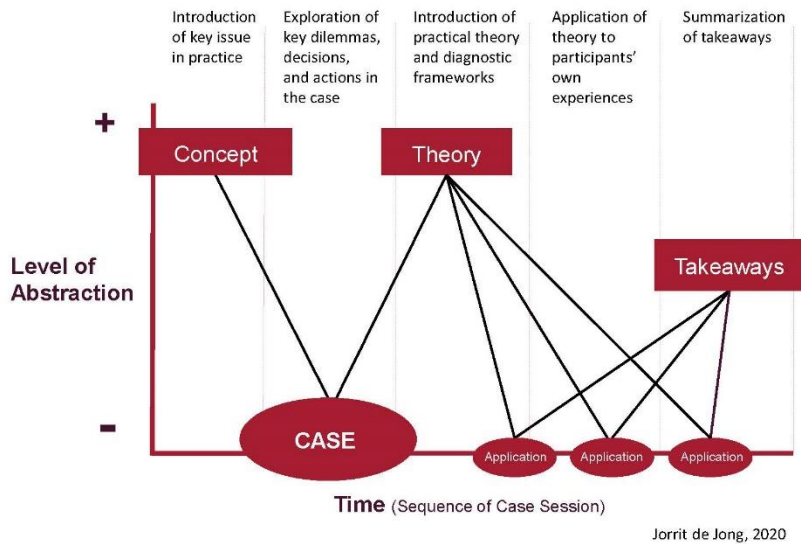 Introduction
of key issue
in practice
Exploration of
key dilemmas,
decisions,
and actions in
the case
Introduction of
practical theory
and diagnostic
frameworks
Application of
theory to
participants'
own
experiences
Summarization
of takeaways
+
Concept
Theory
Level of
Abstraction
Takeaways
-
CASE
Application
Application
Application
Time (Sequence of Case Session)
Jorrit de Jong, 2020